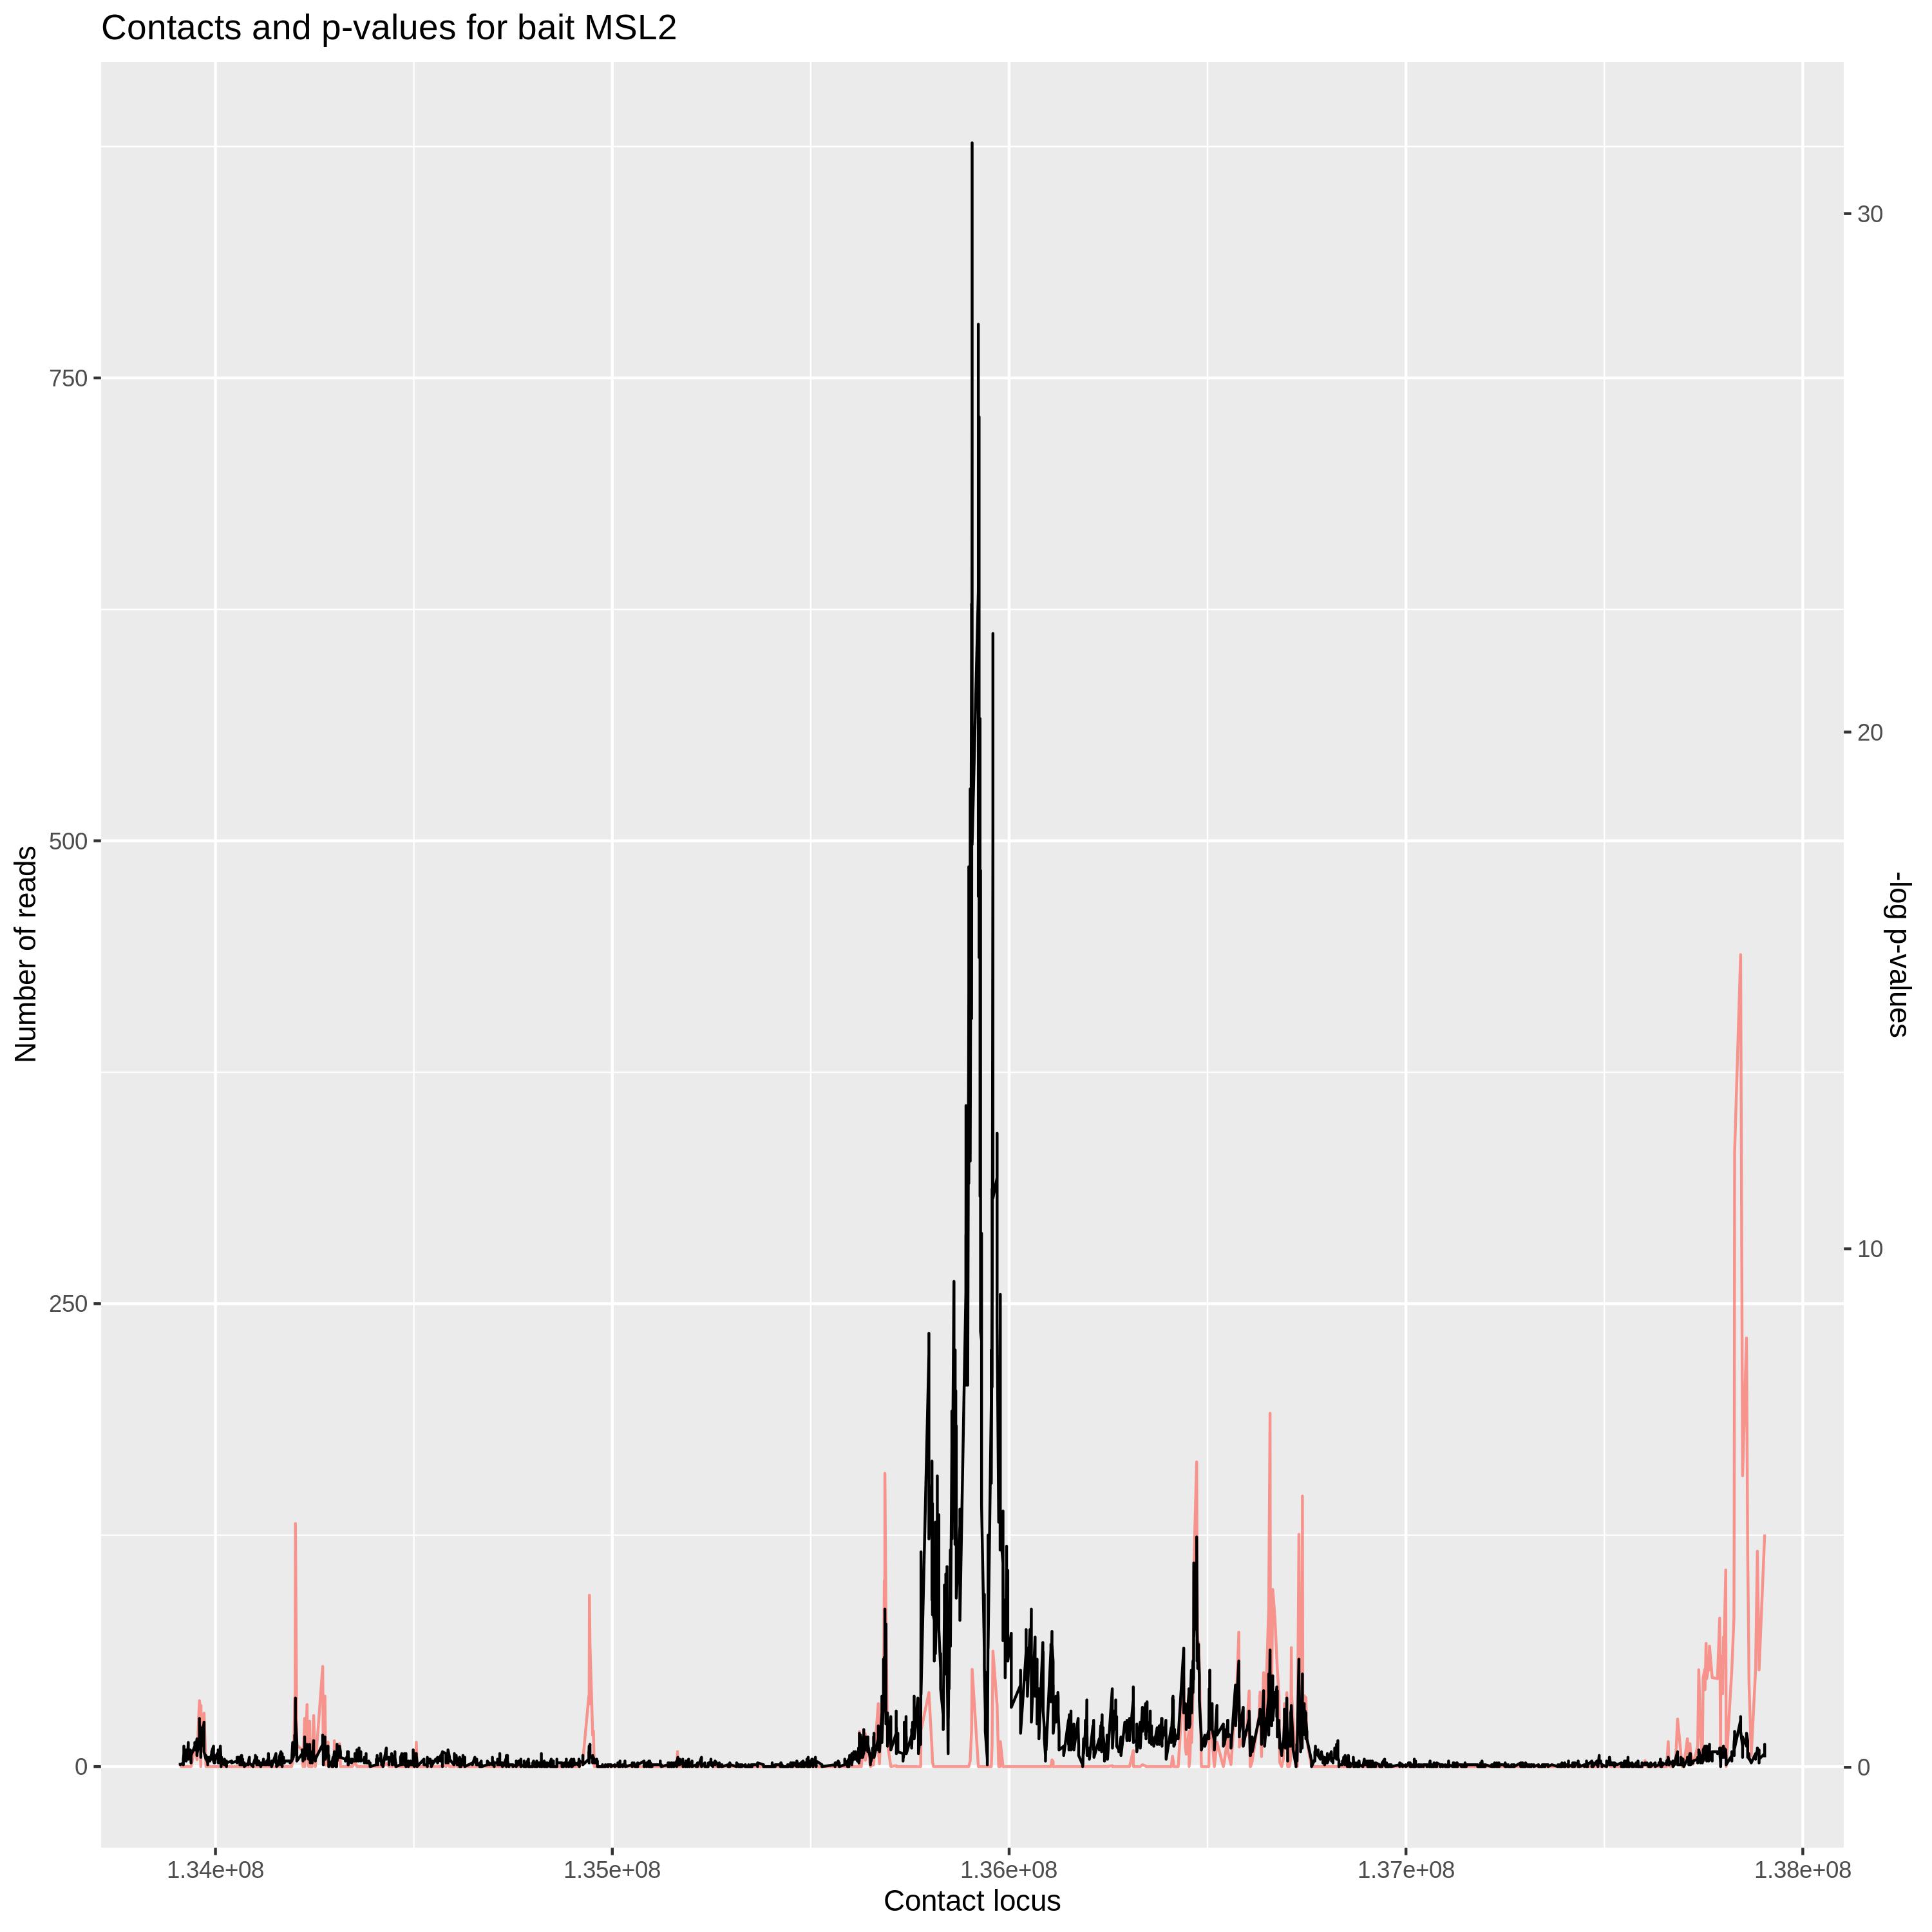 Contacts and p-values for bait MSL2
Number of reads
750
500
250
0
30
20
10
0
-log p-values
1.34e+08
1.35e+08
1.36e+08
1.37e+08
1.38e+08
Contact locus